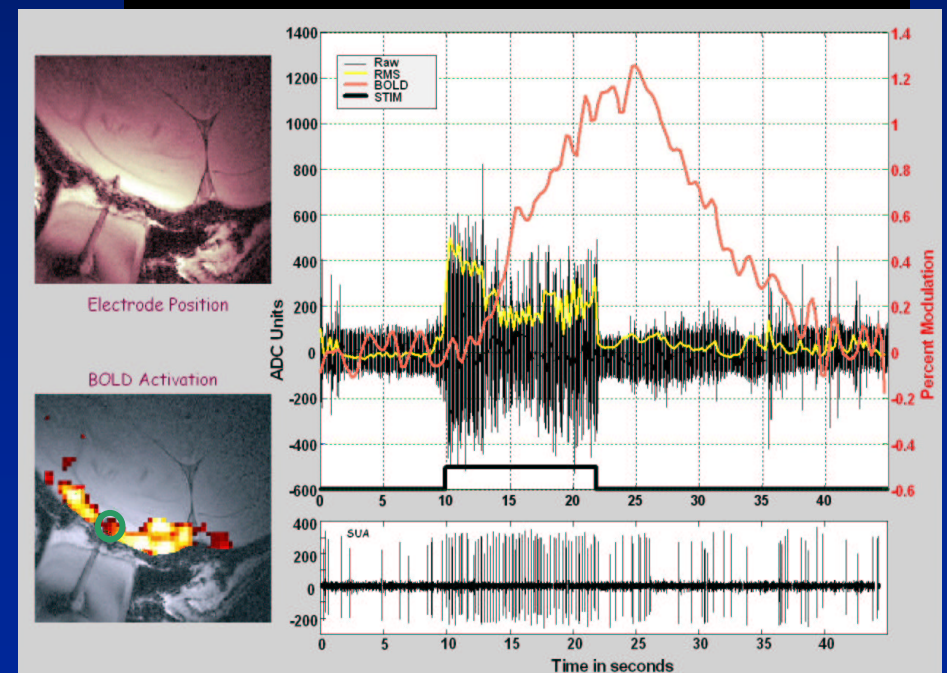 Electrode Position
BOLD Activation
1400
1200
1000
800
600
400
200
0
-200
-400
-600
ADC Units
Raw
RMS
BOLD
STIM
1.4
1.2
1
0.8
0.6
0.4
0.2
0
-0.2
-0.4
-0.6
Percent Modulation
0 5 10 15 20 25 30 35 40
400
200
0
-200
SUA
0 5 10 15 20 25 30 35 40
Time in seconds